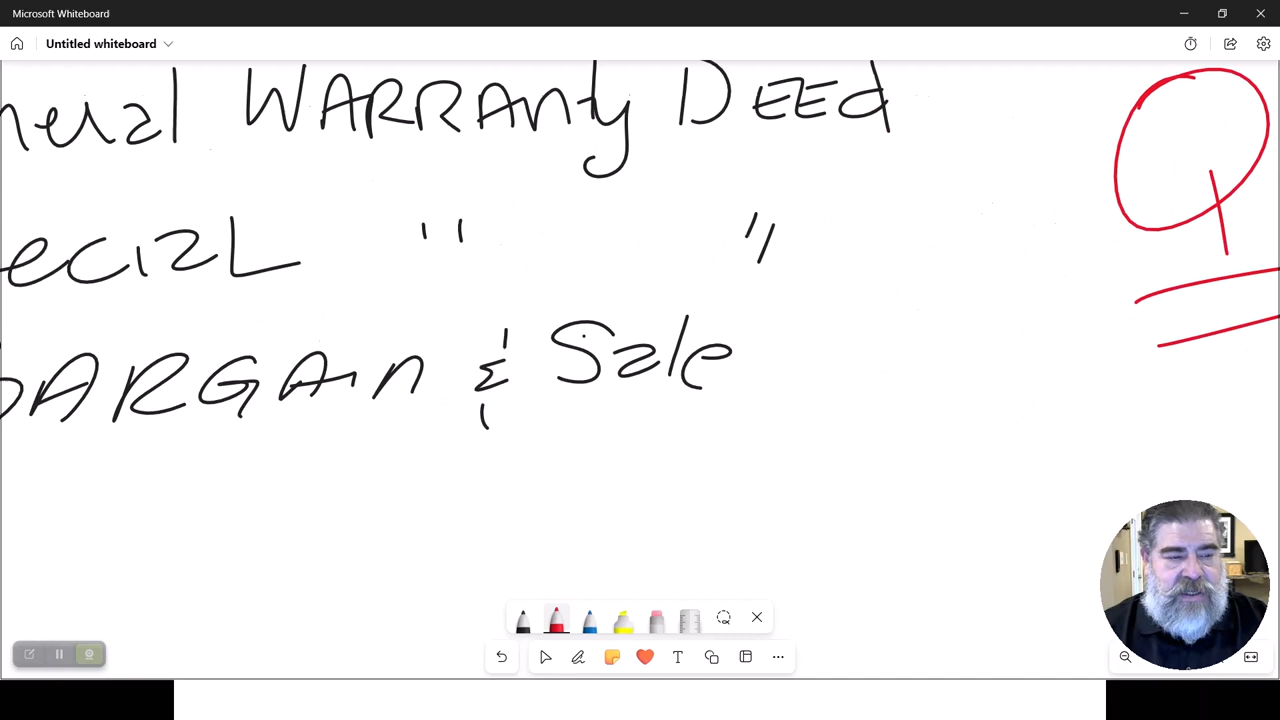 Microsoft Whiteboard
Untitled whiteboard
neral WARRAnty DEEd
ecial " "
BARGAin & Sale
Q
T